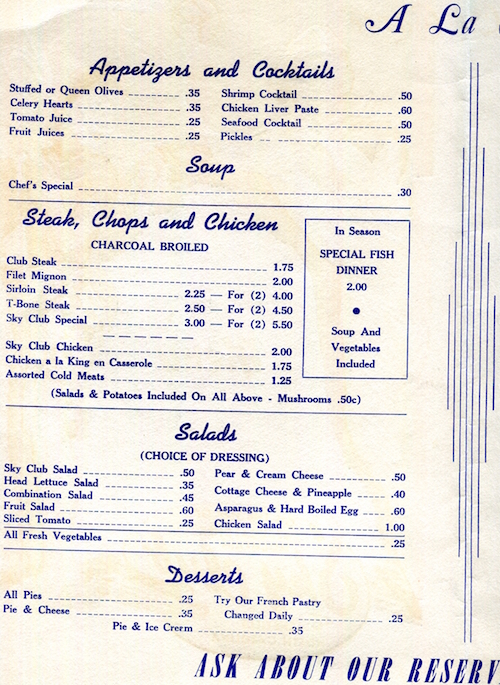 A La
Appetizers and Cocktails
Stuffed or Queen Olives .35
Celery Hearts .35
Tomato Juice .25
Fruit Juices .25
Shrimp Cocktail .50
Chicken Liver Paste .60
Seafood Cocktail .50
Pickles .25
Soup
Chef's Special .30
Steak, Chops and Chicken
CHARCOAL BROILED
Club Steak 1.75
Filet Mignon 2.00
Sirloin Steak 2.25 — For (2) 4.00
T-Bone Steak 2.50 — For (2) 4.50
Sky Club Special 3.00 — For (2) 5.50
Sky Club Chicken 2.00
Chicken a la King en Casserole 1.75
Assorted Cold Meats 1.25
(Salads & Potatoes Included On All Above - Mushrooms .50c)
In Season
SPECIAL FISH
DINNER
2.00
Soup And
Vegetables
Included
Salads
(CHOICE OF DRESSING)
Sky Club Salad .50
Head Lettuce Salad .35
Combination Salad .45
Fruit Salad .60
Sliced Tomato .25
Pear & Cream Cheese .50
Cottage Cheese & Pineapple .40
Asparagus & Hard Boiled Egg .60
Chicken Salad 1.00
All Fresh Vegetables .25
Desserts
All Pies .25
Pie & Cheese .35
Try Our French Pastry
Changed Daily .25
Pie & Ice Crerm .35
ASK ABOUT OUR RESERV